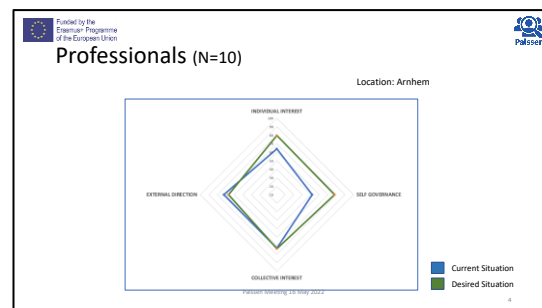 Funded by the
Erasmus+ Programme
of the European Union
Palssen
Professionals (N=10)
Location: Arnhem
INDIVIDUAL INTEREST
EXTERNAL DIRECTION
SELF GOVERNANCE
COLLECTIVE INTEREST
Palssen Meeting 16 May 2022
Current Situation
Desired Situation
4